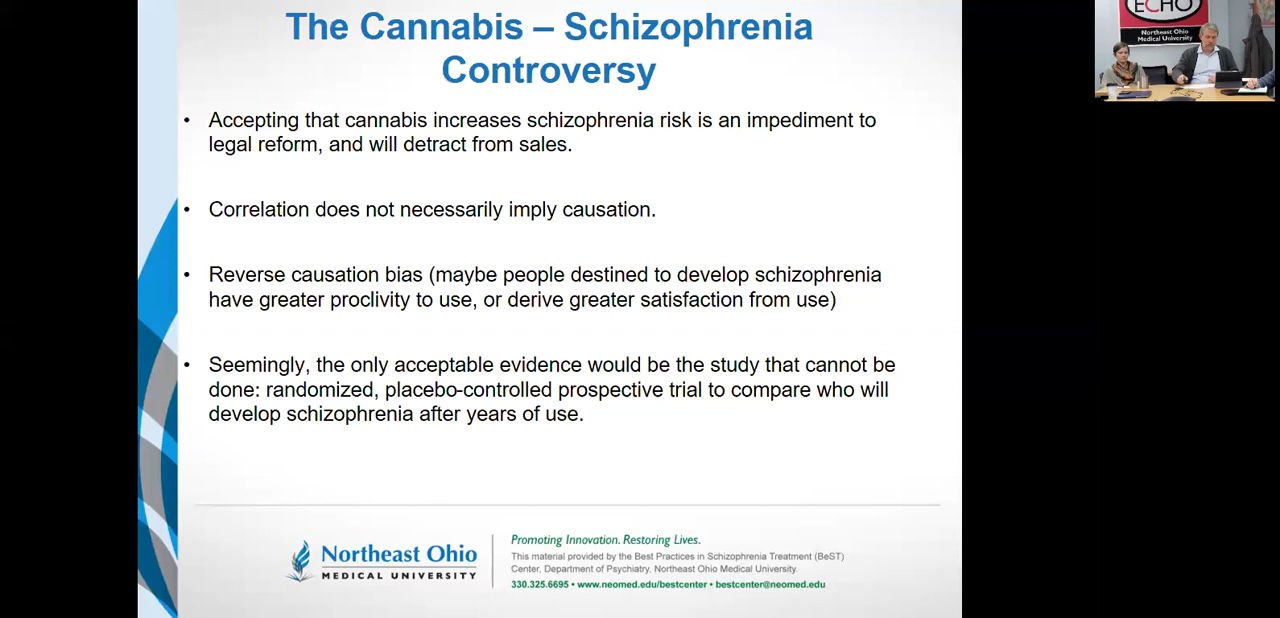 The Cannabis – Schizophrenia
Controversy
• Accepting that cannabis increases schizophrenia risk is an impediment to
legal reform, and will detract from sales.
• Correlation does not necessarily imply causation.
• Reverse causation bias (maybe people destined to develop schizophrenia
have greater proclivity to use, or derive greater satisfaction from use)
• Seemingly, the only acceptable evidence would be the study that cannot be
done: randomized, placebo-controlled prospective trial to compare who will
develop schizophrenia after years of use.
Northeast Ohio
MEDICAL UNIVERSITY
Promoting Innovation. Restoring Lives.
This material provided by the Best Practices in Schizophrenia Treatment (BeST)
Center, Department of Psychiatry, Northeast Ohio Medical University.
330.325.6695 • www.neomed.edu/bestcenter • bestcenter@neomed.edu
ECHO
Northeast Ohio
Medical University